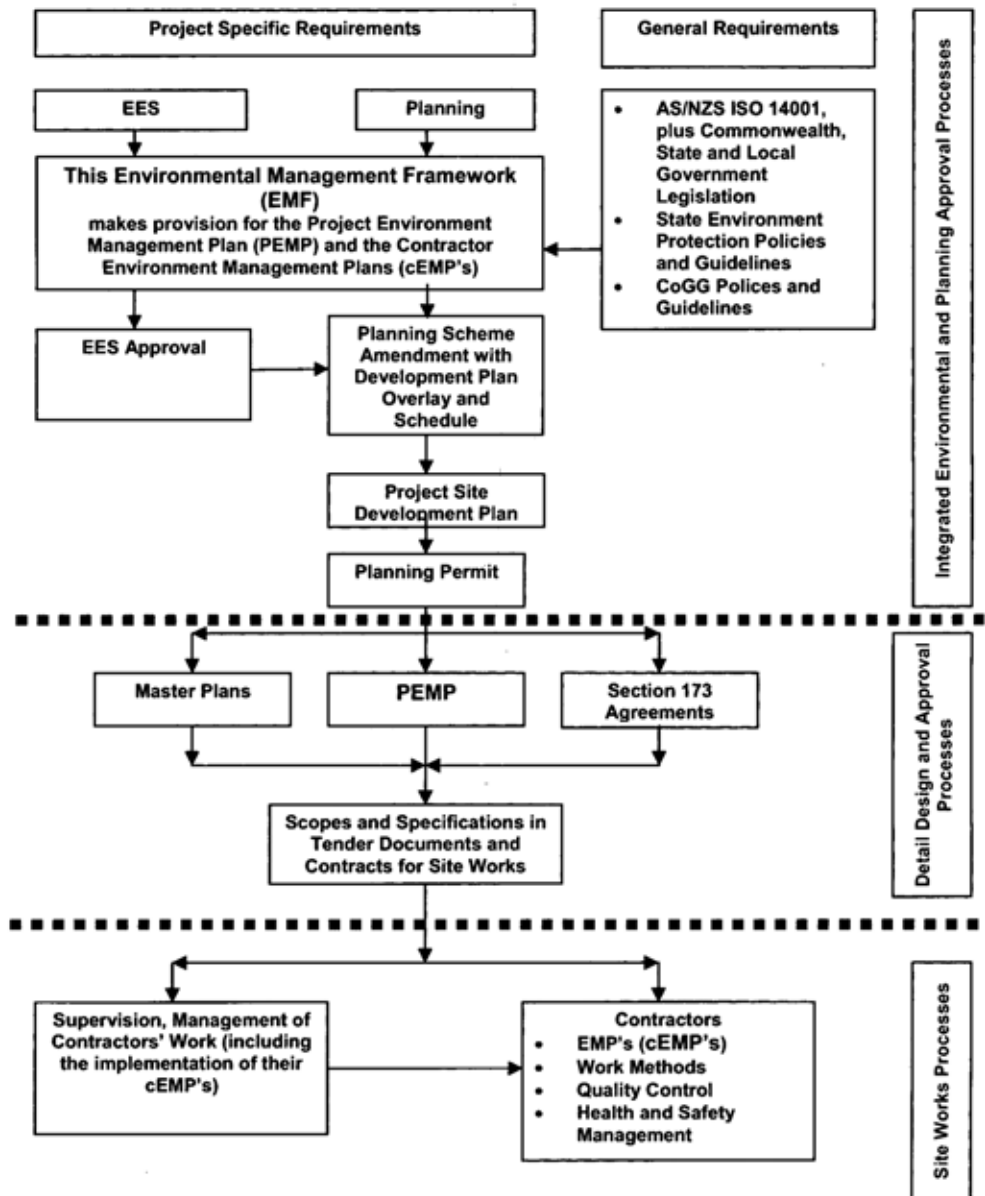 Project Specific Requirements
General Requirements
EES
Planning
• AS/NZS ISO 14001,
plus Commonwealth,
State and Local
Government
Legislation
• State Environment
Protection Policies
and Guidelines
• CoGG Polices and
Guidelines
This Environmental Management Framework
(EMF)
makes provision for the Project Environment
Management Plan (PEMP) and the Contractor
Environment Management Plans (cEMP's)
EES Approval
Planning Scheme
Amendment with
Development Plan
Overlay and
Schedule
Project Site
Development Plan
Planning Permit
Integrated Environmental and Planning Approval Processes
Master Plans
PEMP
Section 173
Agreements
Scopes and Specifications in
Tender Documents and
Contracts for Site Works
Detail Design and Approval
Processes
Supervision, Management of
Contractors' Work (including
the implementation of their
cEMP's)
Contractors
• EMP's (cEMP's)
• Work Methods
• Quality Control
• Health and Safety
Management
Site Works Processes